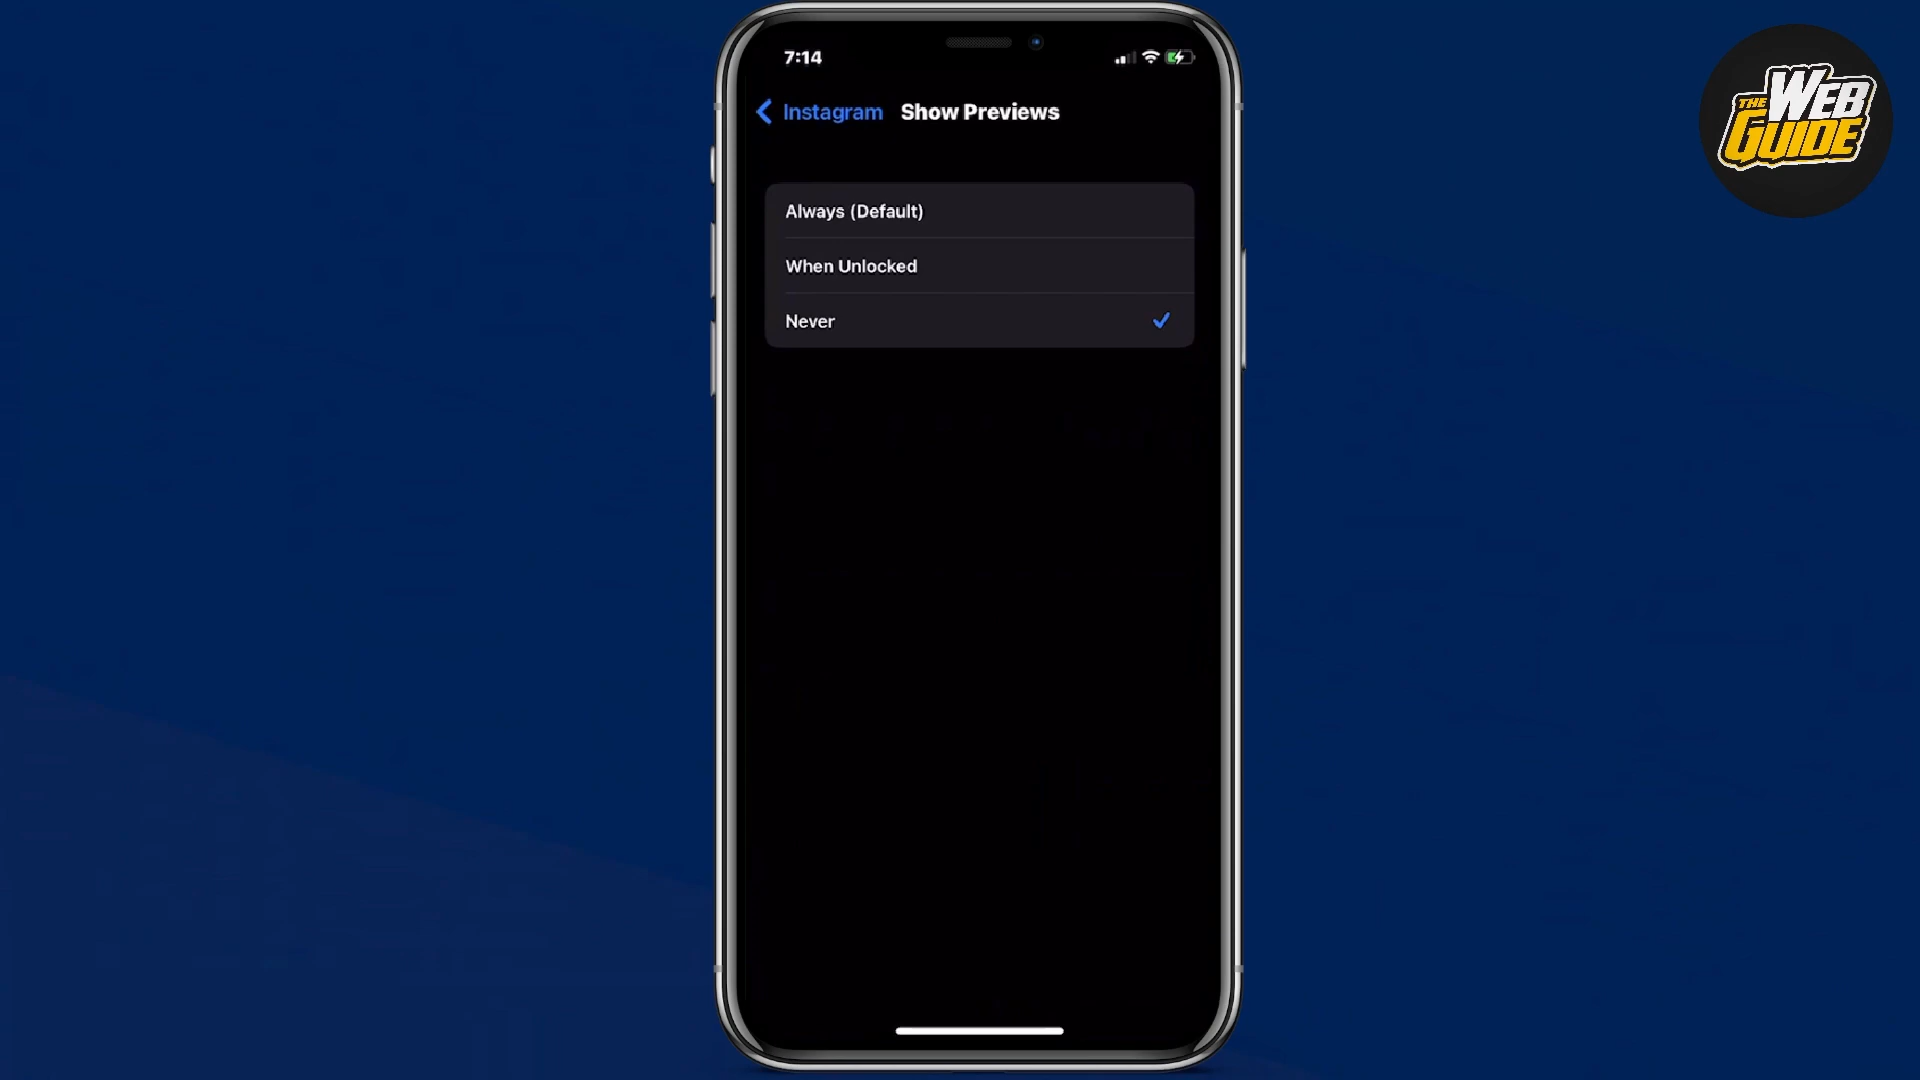 7:14
Instagram Show Previews
Always (Default)
When Unlocked
Never
THE WEB
GUIDE